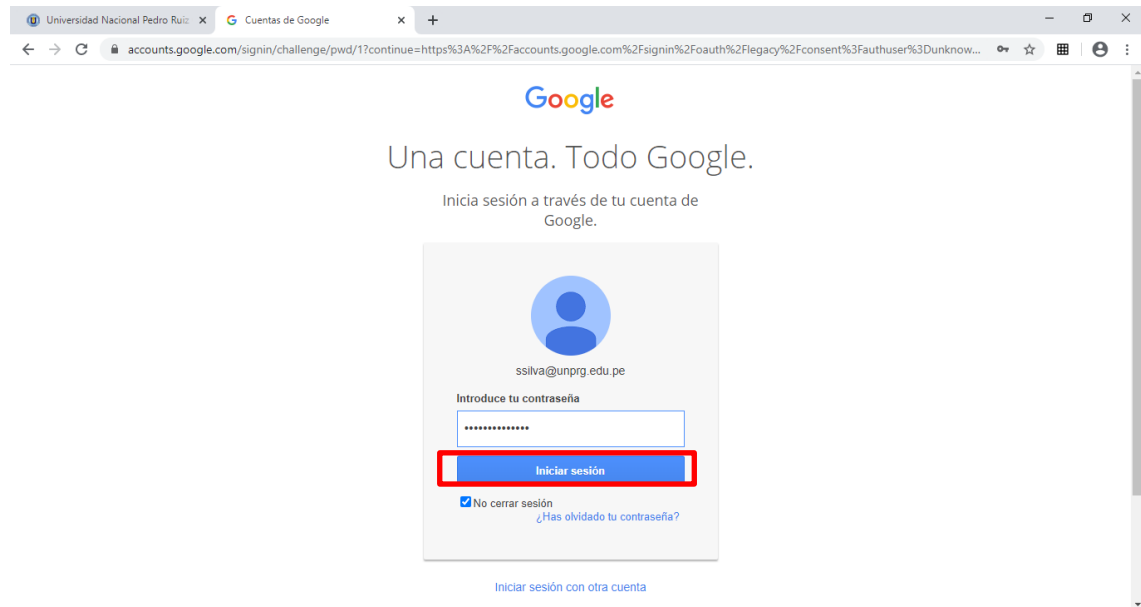 Universidad Nacional Pedro Ruiz
Cuentas de Google
accounts.google.com/signin/challenge/pwd/1?continue=https%3A%2F%2Faccounts.google.com%2Fsignin%2Foauth%2Flegacy%2Fconsent%3Fauthuser%3Dunknow...
Google
Una cuenta. Todo Google.
Inicia sesión a través de tu cuenta de
Google.
ssilva@unprg.edu.pe
Introduce tu contraseña
••••••••••••••
Iniciar sesión
No cerrar sesión
¿Has olvidado tu contraseña?
Iniciar sesión con otra cuenta